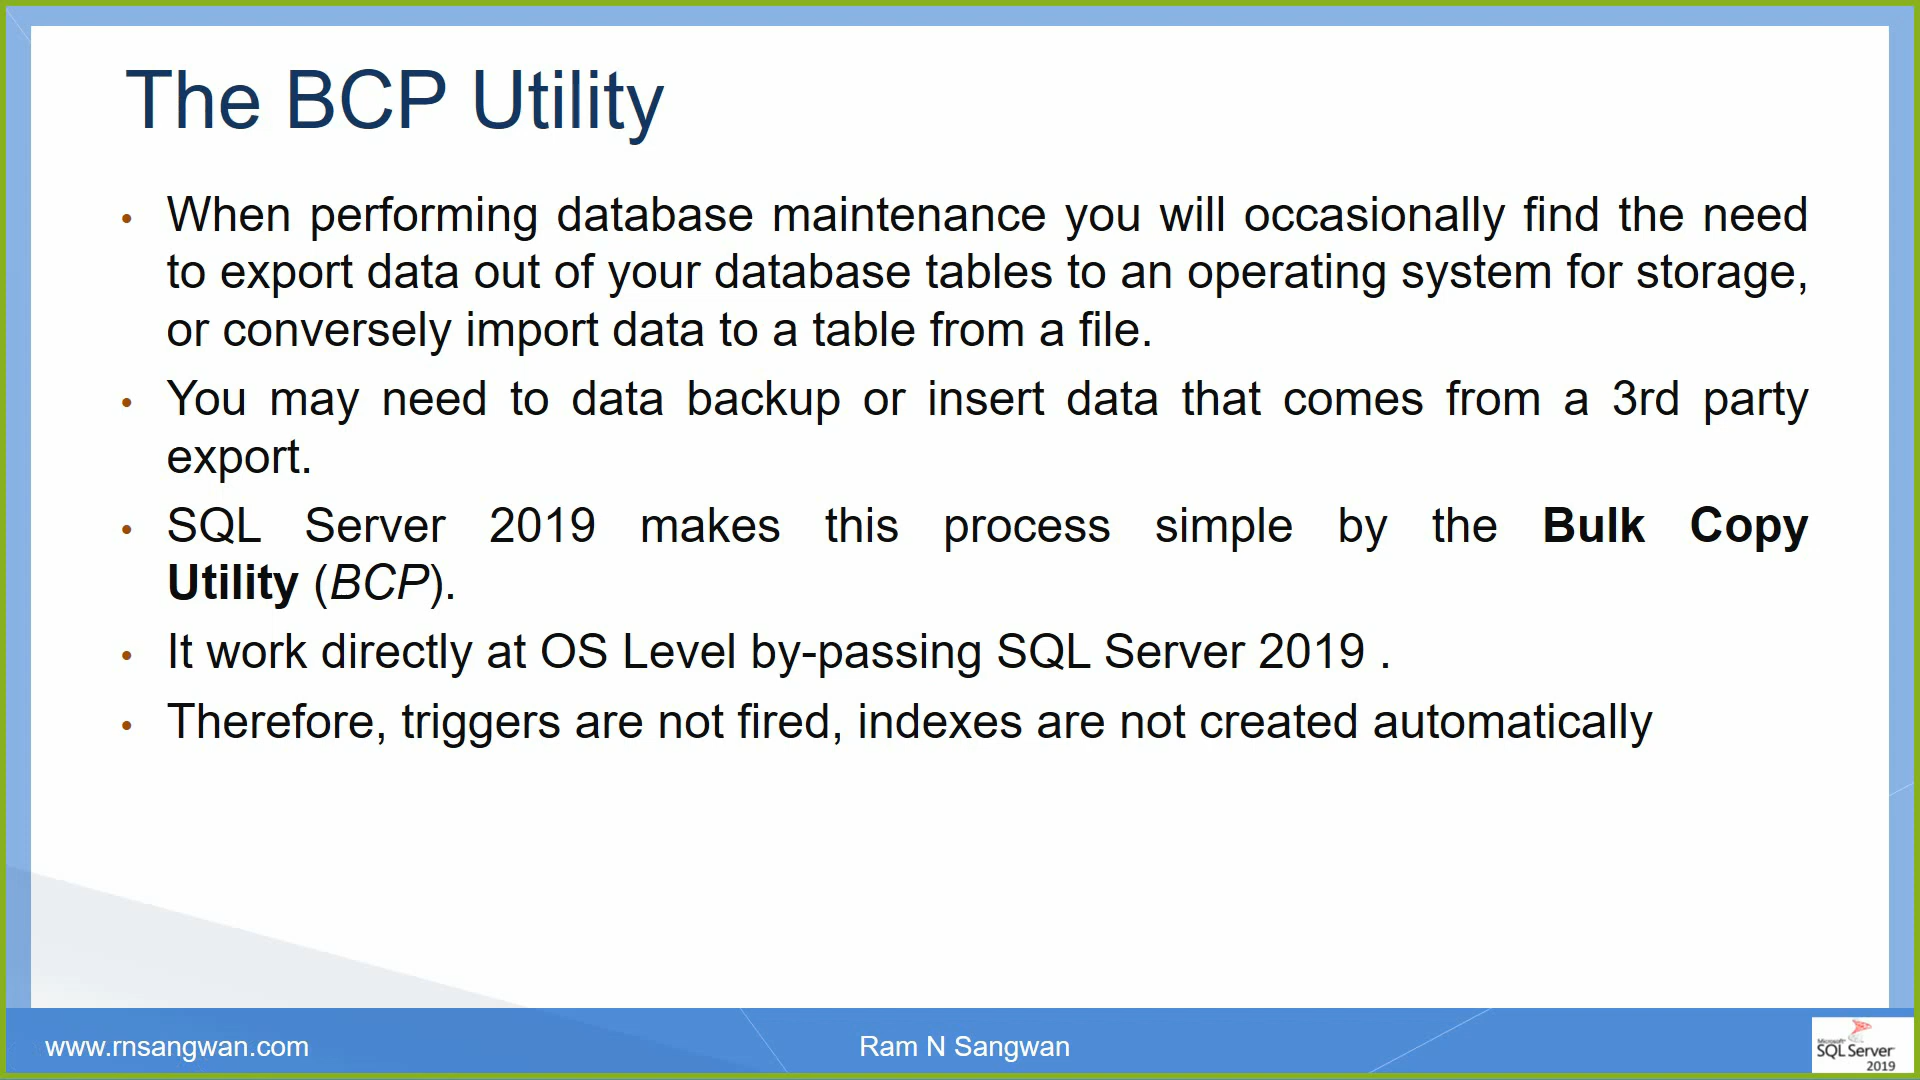 The BCP Utility
• When performing database maintenance you will occasionally find the need
to export data out of your database tables to an operating system for storage,
or conversely import data to a table from a file.
• You may need to data backup or insert data that comes from a 3rd party
export.
• SQL Server 2019 makes this process simple by the Bulk Copy
Utility (BCP).
• It work directly at OS Level by-passing SQL Server 2019 .
• Therefore, triggers are not fired, indexes are not created automatically
www.rnsangwan.com
Ram N Sangwan
Microsoft
SQL Server
2019